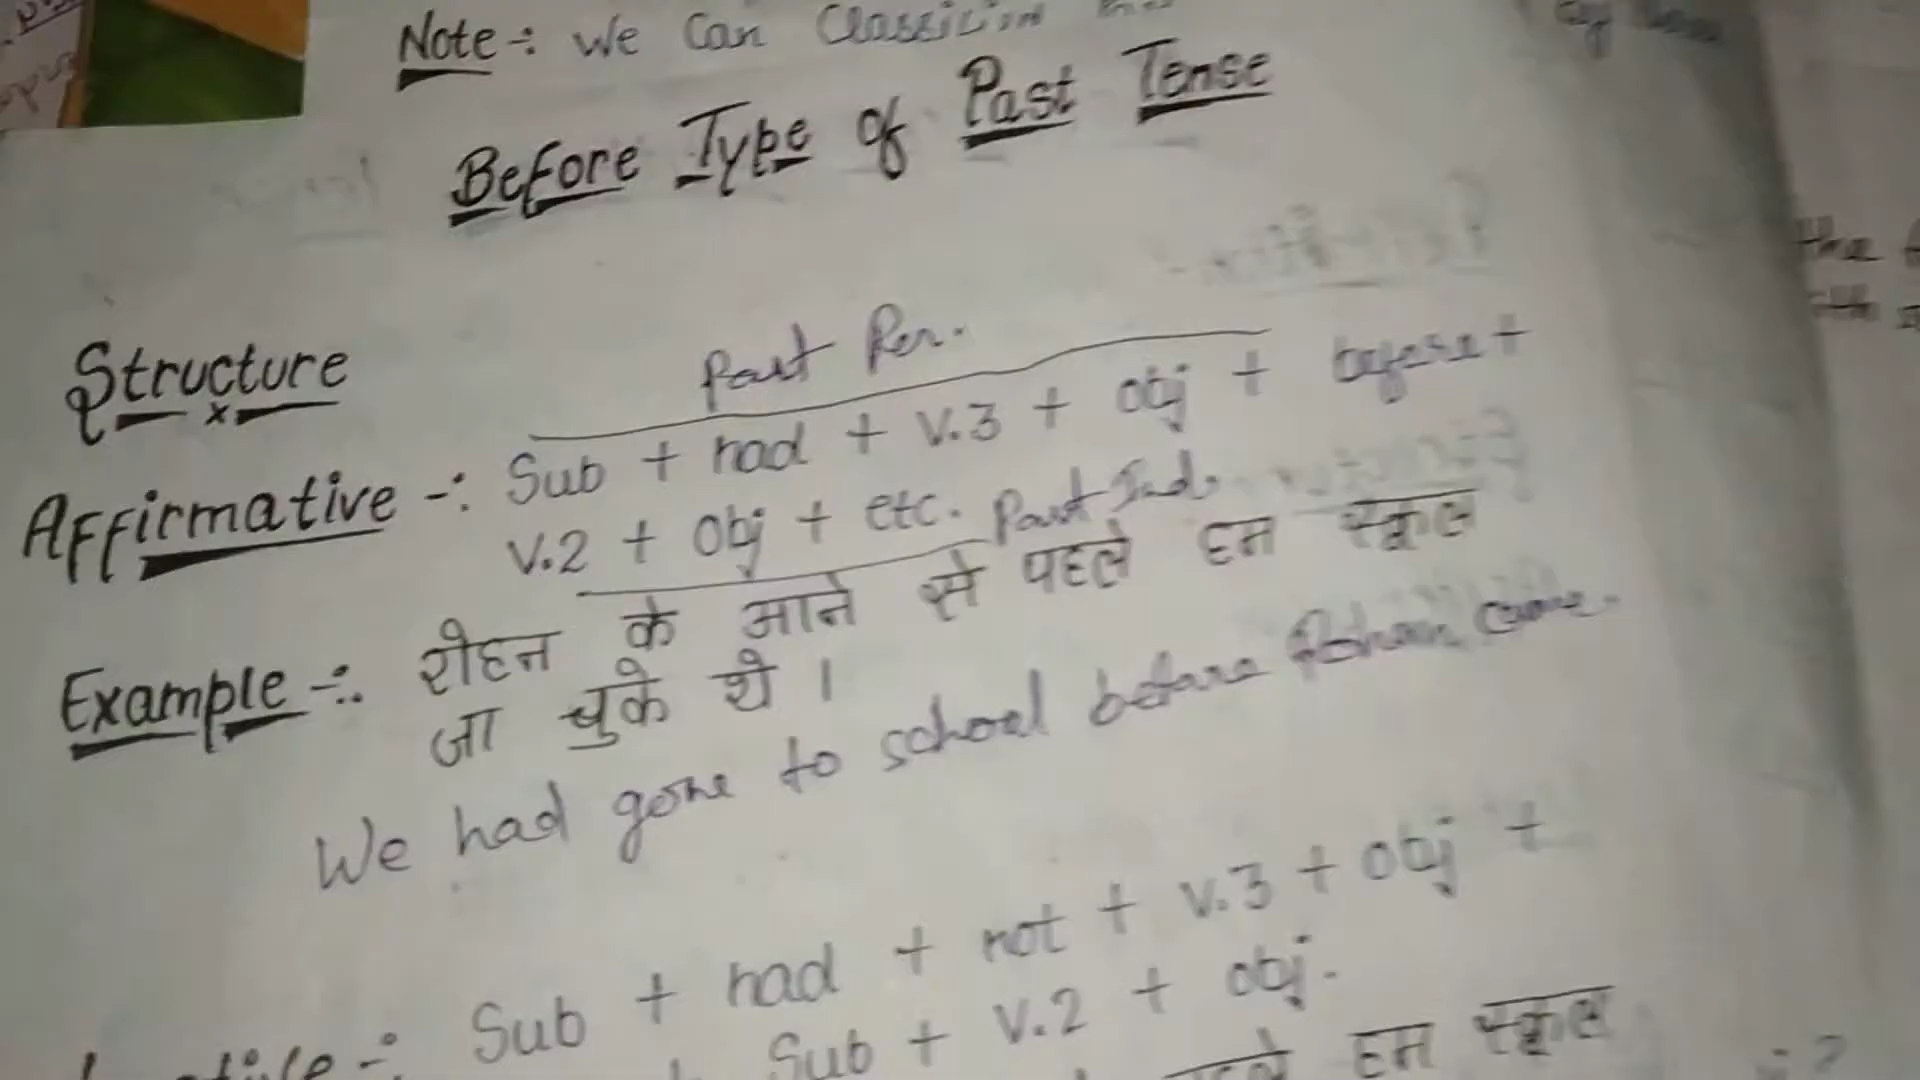 Note -: We Can
Before Type of Past Tense
Structure
Past Per.
Affirmative -: Sub + had + V.3 + obj + before +
V.2 + obj + etc. Past Ind.
Example -: रोहन के आने से पहले हम स्कूल
जा चुके थे ।
We had gone to school before Rohan came.
Sub + had + not + V.3 + obj +
Sub + V.2 + obj.
हम स्कूल